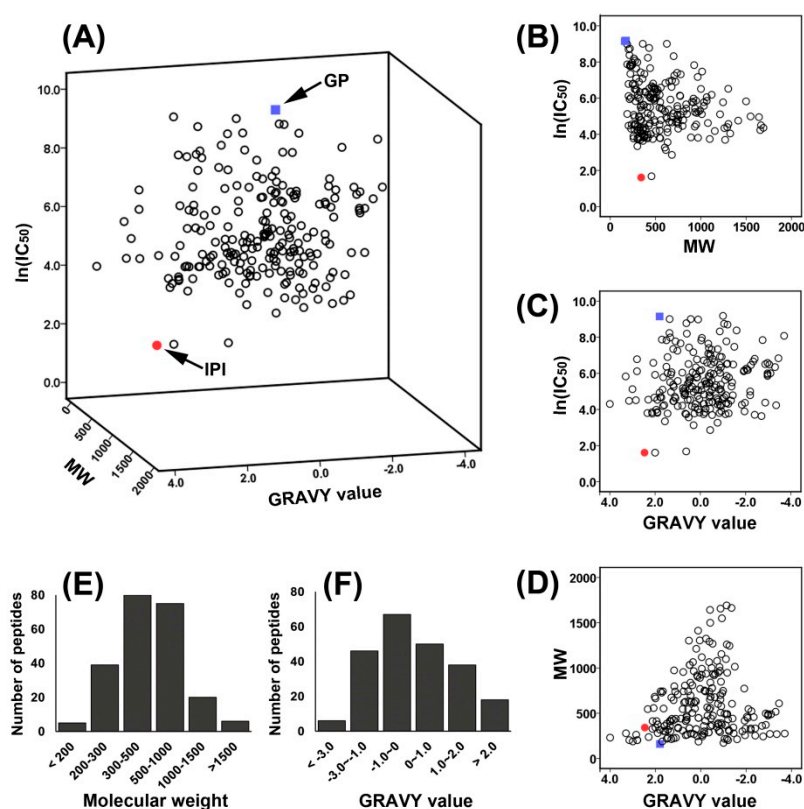 (A)
GP
IPI
ln(IC50)
10.0
8.0
6.0
4.0
2.0
0.0
0
500
1000
1500
2000
MW
4.0
2.0
0.0
-2.0
-4.0
GRAVY value
(B)
ln(IC50)
10.0
8.0
6.0
4.0
2.0
0.0
0 500 1000 1500 2000
MW
(C)
ln(IC50)
10.0
8.0
6.0
4.0
2.0
0.0
4.0 2.0 0.0 -2.0 -4.0
GRAVY value
(E)
Number of peptides
80
60
40
20
0
< 200
200-300
300-500
500-1000
1000-1500
>1500
Molecular weight
(F)
Number of peptides
80
60
40
20
0
< -3.0
-3.0~-1.0
-1.0~0
0~1.0
1.0~2.0
> 2.0
GRAVY value
(D)
MW
2000
1500
1000
500
0
4.0 2.0 0.0 -2.0 -4.0
GRAVY value